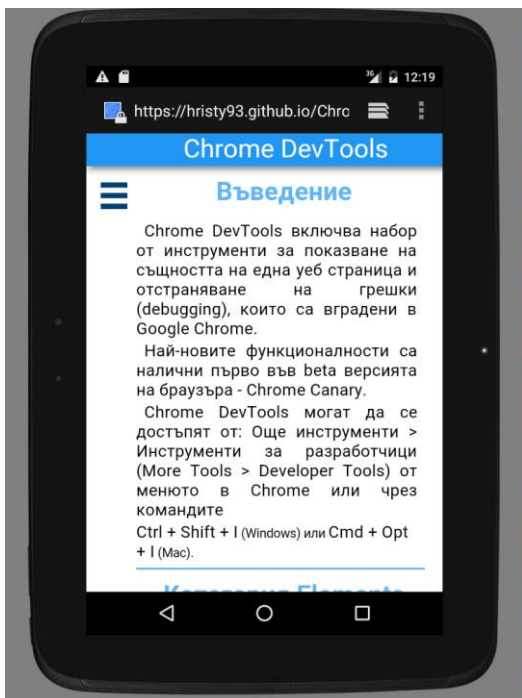 36 12:19
https://hristy93.github.io/Chro
Chrome DevTools
Въведение
Chrome DevTools включва набор
от инструменти за показване на
същността на една уеб страница и
отстраняване на грешки
(debugging), които са вградени в
Google Chrome.
Най-новите функционалности са
налични първо във beta версията
на браузъра - Chrome Canary.
Chrome DevTools могат да се
достъпят от: Още инструменти >
Инструменти за разработчици
(More Tools > Developer Tools) от
менюто в Chrome или чрез
командите
Ctrl + Shift + I (Windows) или Cmd + Opt
+ I (Mac).
Категория Elements